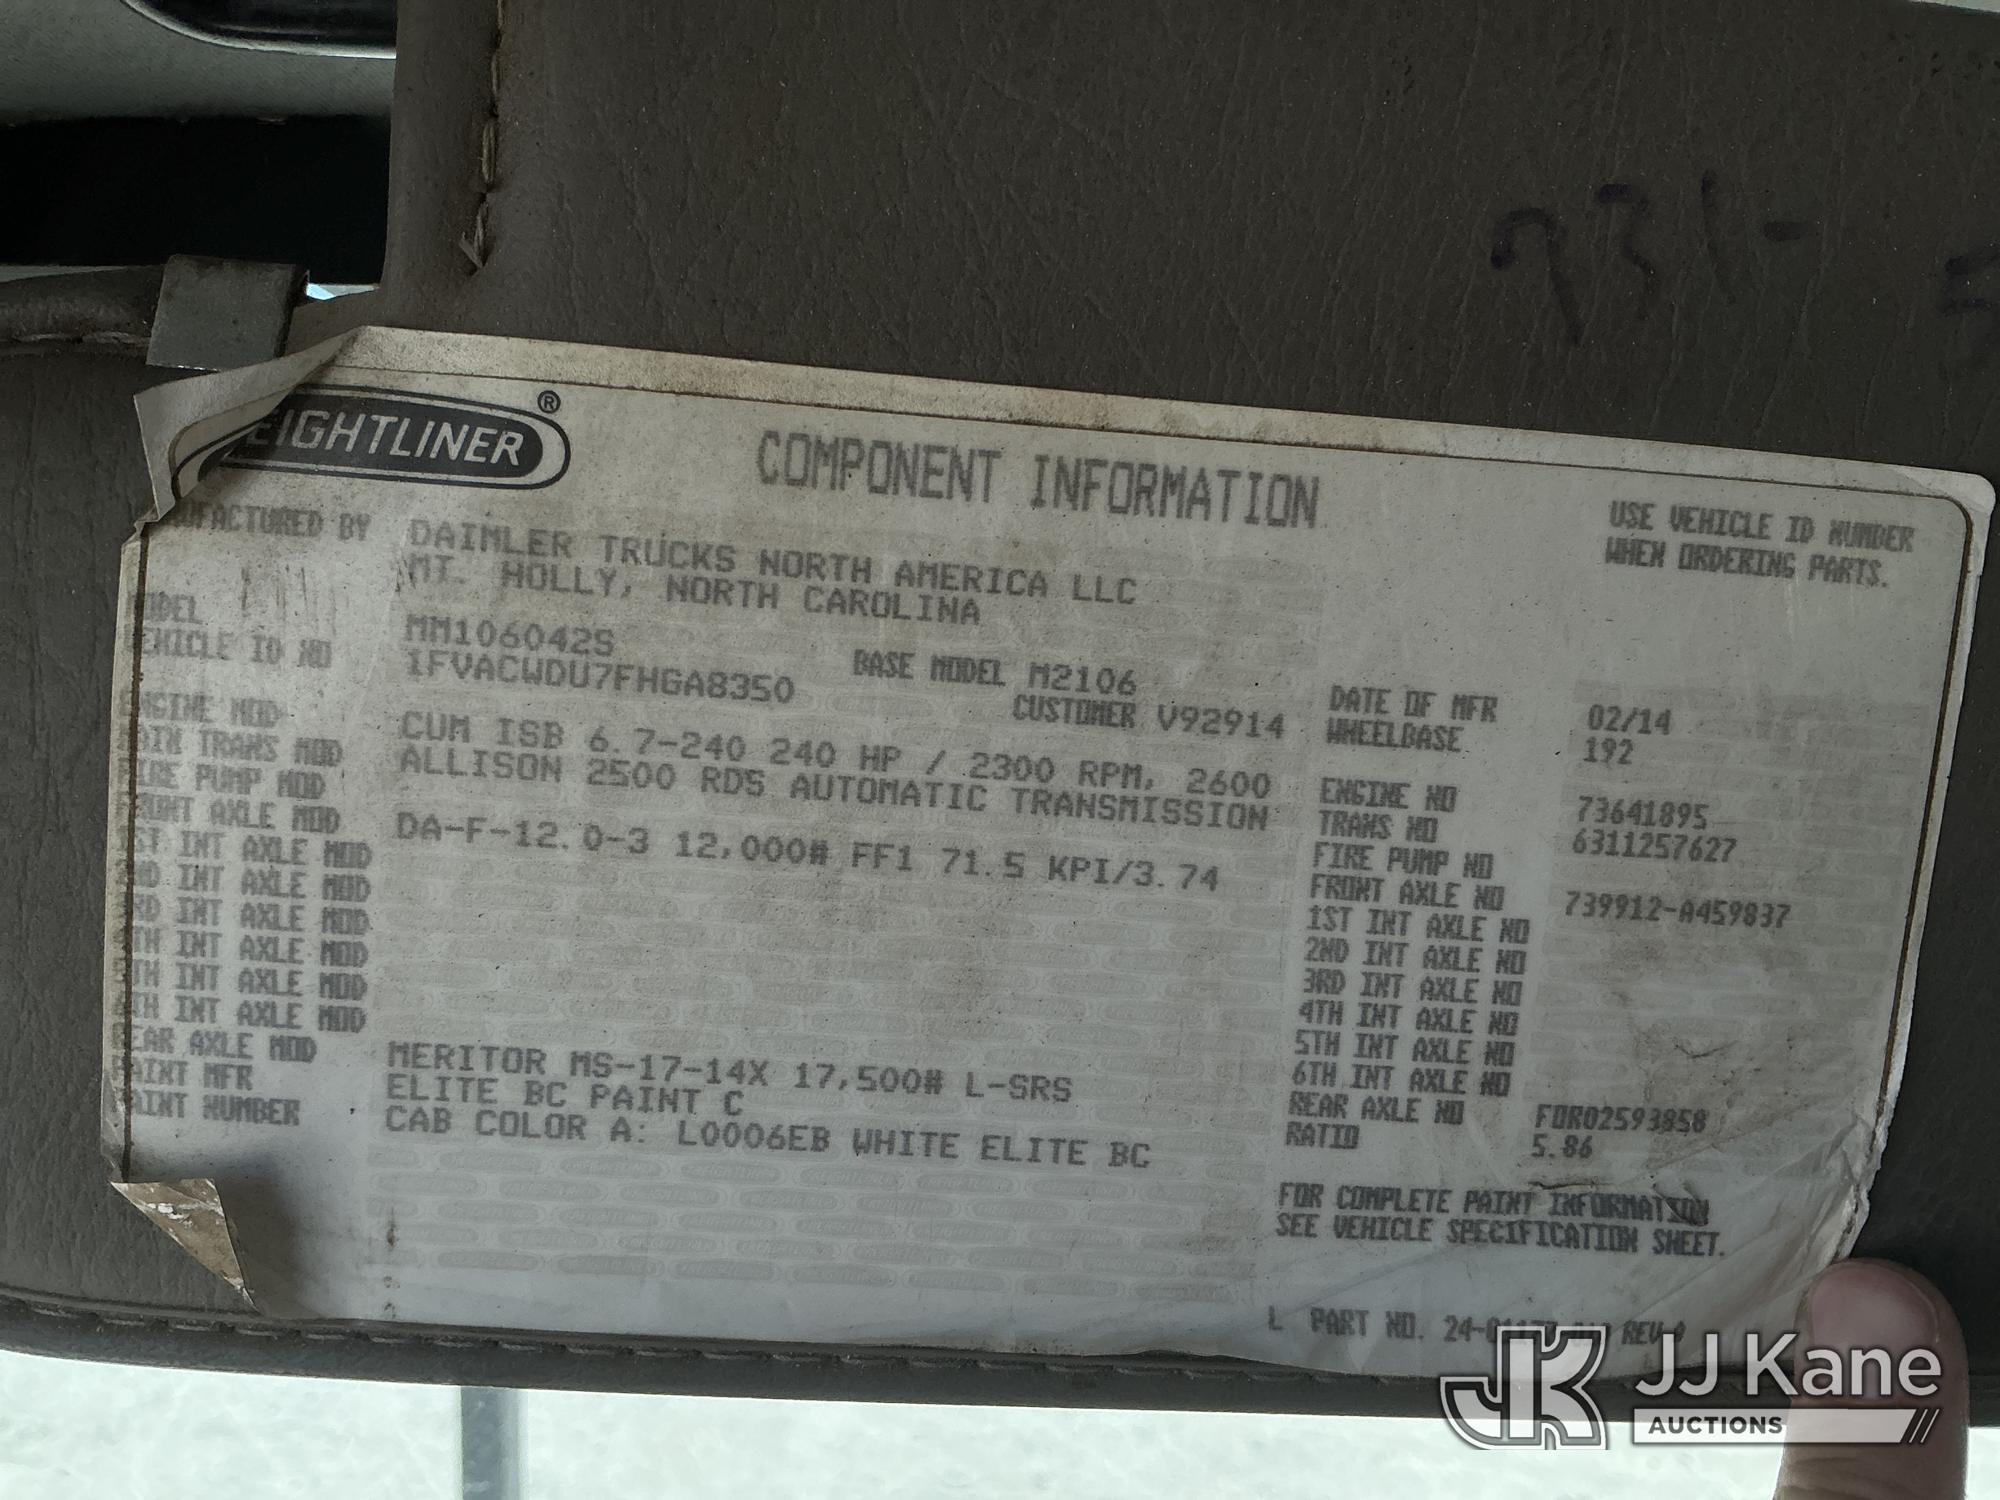 931-
EIGHTLINER®
COMPONENT INFORMATION
USE VEHICLE ID NUMBER
WHEN ORDERING PARTS.
MANUFACTURED BY DAIMLER TRUCKS NORTH AMERICA LLC
MT. HOLLY, NORTH CAROLINA
MODEL MM106042S BASE MODEL M2106 DATE OF MFR 02/14
VEHICLE ID NO 1FVACWDU7FHGA8350 CUSTOMER V92914 WHEELBASE 192
ENGINE MOD CUM ISB 6.7-240 240 HP / 2300 RPM, 2600 ENGINE NO 73641895
MAIN TRANS MOD ALLISON 2500 RDS AUTOMATIC TRANSMISSION TRANS NO 6311257627
FIRE PUMP MOD FIRE PUMP NO
FRONT AXLE MOD DA-F-12.0-3 12,000# FF1 71.5 KPI/3.74 FRONT AXLE NO 739912-A459837
1ST INT AXLE MOD 1ST INT AXLE NO
2ND INT AXLE MOD 2ND INT AXLE NO
3RD INT AXLE MOD 3RD INT AXLE NO
4TH INT AXLE MOD 4TH INT AXLE NO
5TH INT AXLE MOD 5TH INT AXLE NO
6TH INT AXLE MOD 6TH INT AXLE NO
REAR AXLE MOD MERITOR MS-17-14X 17,500# L-SRS REAR AXLE NO FOR02593858
PAINT MFR ELITE BC PAINT C RATIO 5.86
PAINT NUMBER CAB COLOR A: L0006EB WHITE ELITE BC
FOR COMPLETE PAINT INFORMATION
SEE VEHICLE SPECIFICATION SHEET.
L PART NO. REV
JK JJ Kane
AUCTIONS